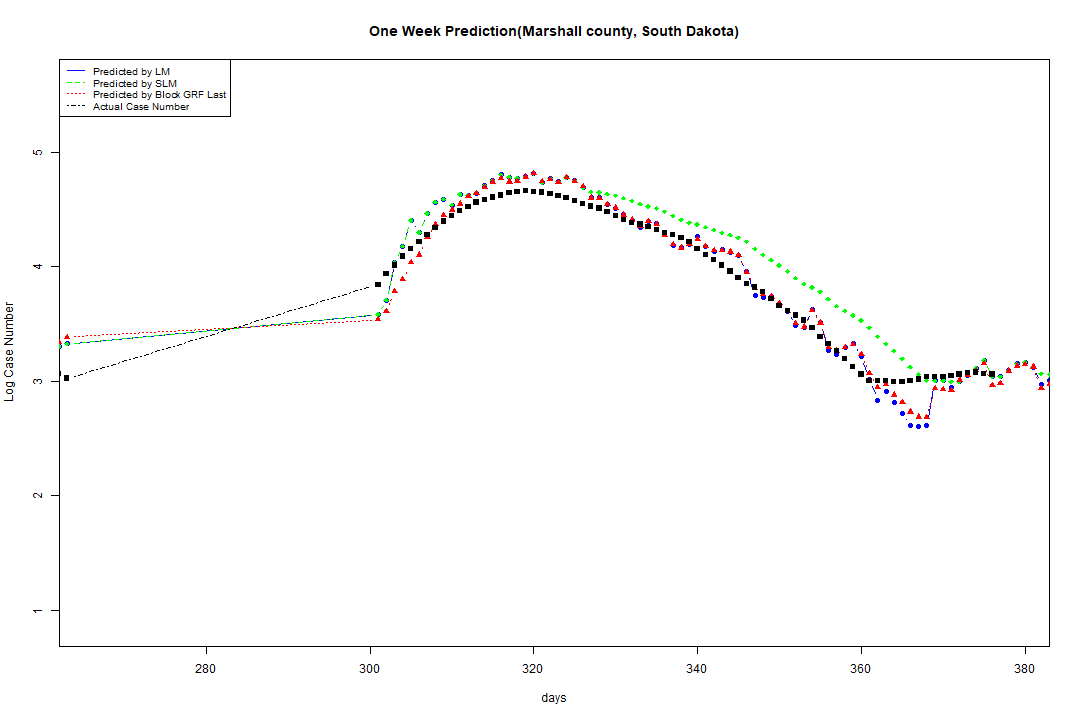 One Week Prediction(Marshall county, South Dakota)
Predicted by LM
Predicted by SLM
Predicted by Block GRF Last
Actual Case Number
5
4
3
2
1
Log Case Number
280
300
320
340
360
380
days